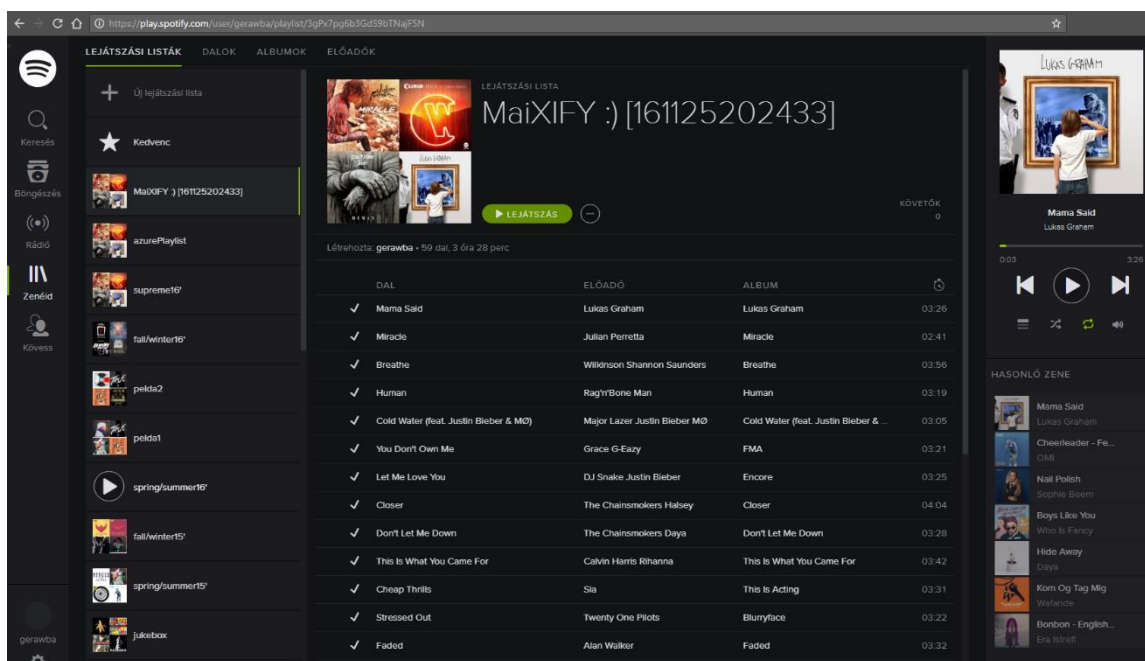 https://play.spotify.com/user/gerawba/playlist/3gPx7pg6b3GdS9bTNajF5N
Keresés
Böngészés
Rádió
Zenéid
Kövess
gerawba
LEJÁTSZÁSI LISTÁK DALOK ALBUMOK ELŐADÓK
Új lejátszási lista
Kedvenc
MaiXIFY :) [161125202433]
azurePlaylist
supreme16'
fall/winter16'
pelda2
pelda1
spring/summer16'
fall/winter15'
spring/summer15'
jukebox
LEJÁTSZÁSI LISTA
MaiXIFY :) [161125202433]
LEJÁTSZÁS
KÖVETŐK
0
Létrehozta: gerawba • 59 dal, 3 óra 28 perc
DAL ELŐADÓ ALBUM
Mama Said Lukas Graham Lukas Graham 03:26
Miracle Julian Perretta Miracle 02:41
Breathe Wilkinson Shannon Saunders Breathe 03:56
Human Rag'n'Bone Man Human 03:19
Cold Water (feat. Justin Bieber & MØ) Major Lazer Justin Bieber MØ Cold Water (feat. Justin Bieber & ... 03:05
You Don't Own Me Grace G-Eazy FMA 03:21
Let Me Love You DJ Snake Justin Bieber Encore 03:25
Closer The Chainsmokers Halsey Closer 04:04
Don't Let Me Down The Chainsmokers Daya Don't Let Me Down 03:28
This Is What You Came For Calvin Harris Rihanna This Is What You Came For 03:42
Cheap Thrills Sia This Is Acting 03:31
Stressed Out Twenty One Pilots Blurryface 03:22
Faded Alan Walker Faded 03:32
LUKAS GRAHAM
Mama Said
Lukas Graham
0:03 3:26
HASONLÓ ZENE
Mama Said
Lukas Graham
Cheerleader - Fe...
OMI
Nail Polish
Sophie Beem
Boys Like You
Who Is Fancy
Hide Away
Daya
Kom Og Tag Mig
Wafande
Bonbon - English...
Era Istrefi